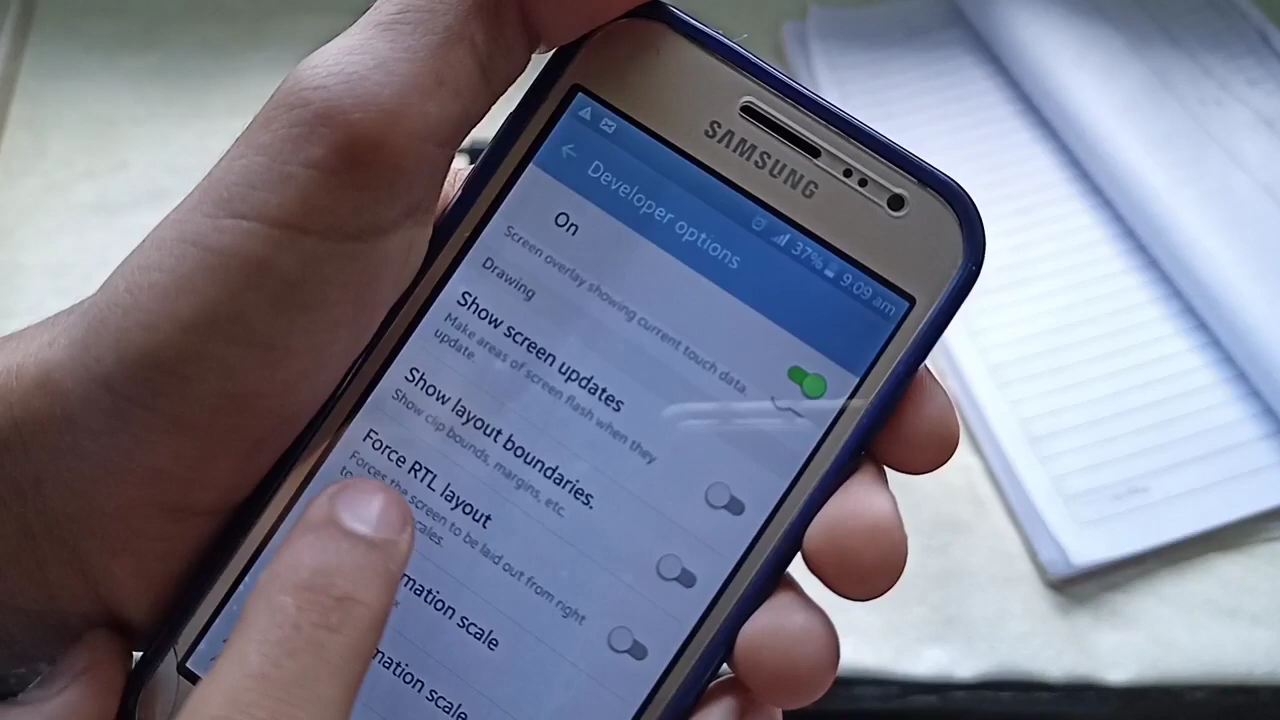 SAMSUNG
37% 9:09 am
Developer options
On
Screen overlay showing current touch data.
Drawing
Show screen updates
Make areas of screen flash when they
update.
Show layout boundaries.
Show clip bounds, margins, etc.
Force RTL layout
Forces the screen to be laid out from right
to cales.
mation scale
x
mation scale